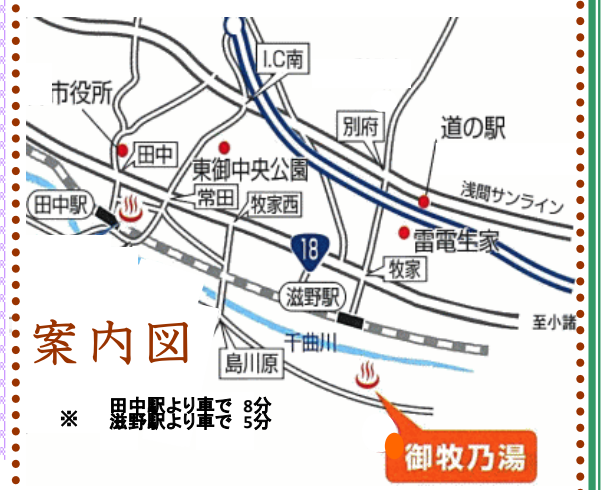 I.C南
市役所
別府
道の駅
田中
東御中央公園
浅間サンライン
常田
田中駅
牧家西
雷電生家
18
牧家
滋野駅
至小諸
案内図
千曲川
島川原
※ 田中駅より車で 8分
滋野駅より車で 5分
御牧乃湯